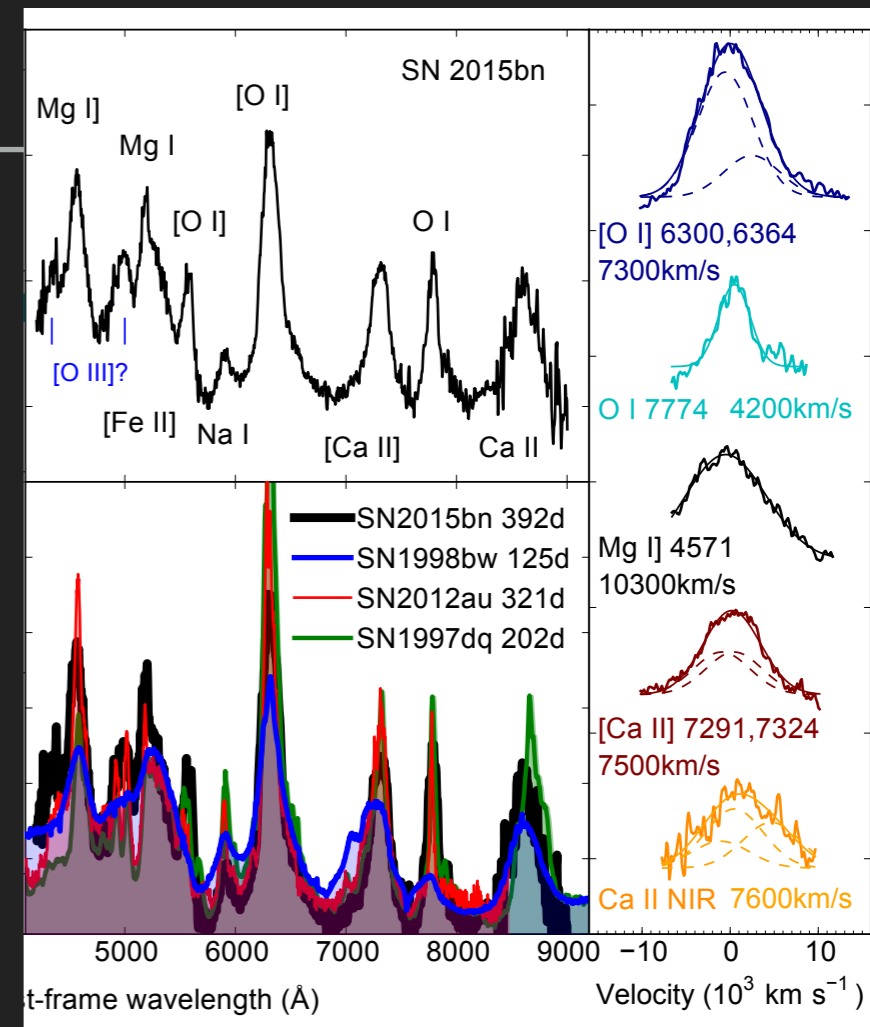 SN 2015bn
Mg I]
Mg I
[O I]
[O I]
O I
[O III]?
[Fe II]
Na I
[Ca II]
Ca II
SN2015bn 392d
SN1998bw 125d
SN2012au 321d
SN1997dq 202d
5000 6000 7000 8000 9000
st-frame wavelength (Å)
[O I] 6300,6364
7300km/s
O I 7774 4200km/s
Mg I] 4571
10300km/s
[Ca II] 7291,7324
7500km/s
Ca II NIR 7600km/s
−10 0 10
Velocity (10³ km s⁻¹ )